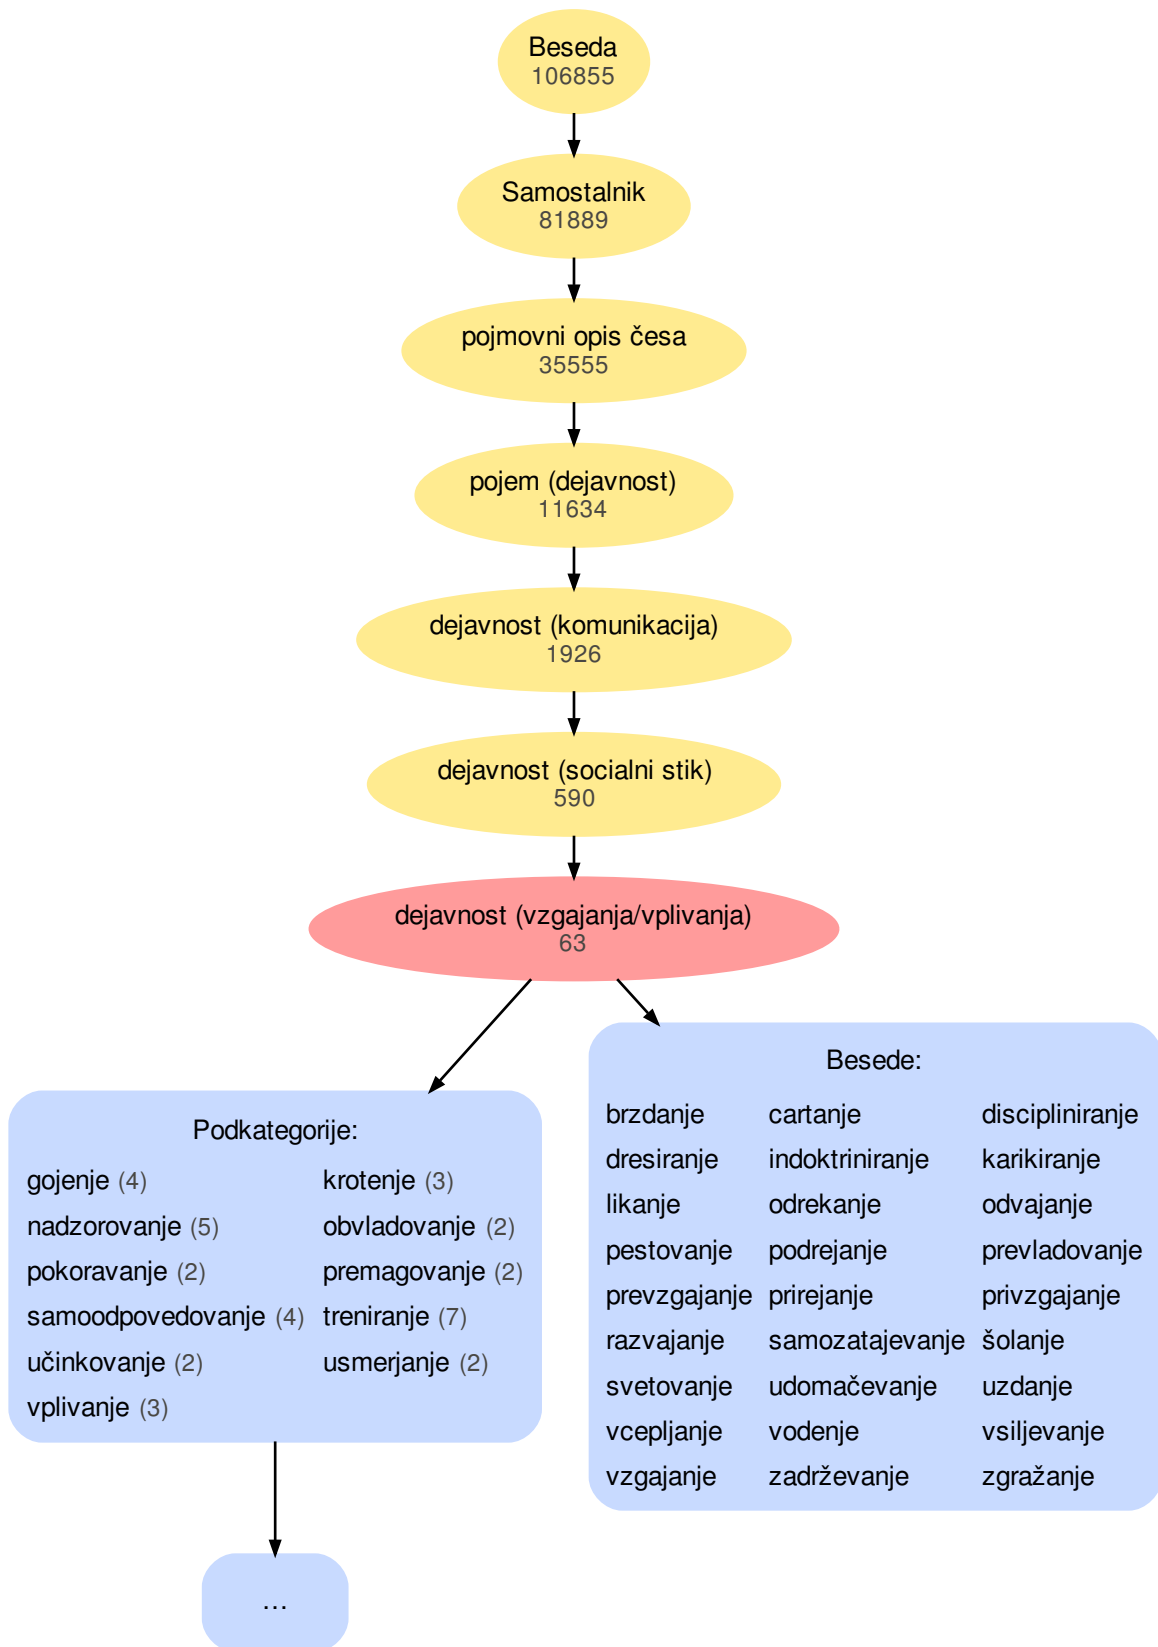 Beseda
106855
Samostalnik
81889
pojmovni opis česa
35555
pojem (dejavnost)
11634
dejavnost (komunikacija)
1926
dejavnost (socialni stik)
590
dejavnost (vzgajanja/vplivanja)
63
Podkategorije:
gojenje (4) krotenje (3)
nadzorovanje (5) obvladovanje (2)
pokoravanje (2) premagovanje (2)
samoodpovedovanje (4) treniranje (7)
učinkovanje (2) usmerjanje (2)
vplivanje (3)
...
Besede:
brzdanje cartanje discipliniranje
dresiranje indoktriniranje karikiranje
likanje odrekanje odvajanje
pestovanje podrejanje prevladovanje
prevzgajanje prirejanje privzgajanje
razvajanje samozatajevanje šolanje
svetovanje udomačevanje uzdanje
vcepljanje vodenje vsiljevanje
vzgajanje zadrževanje zgražanje